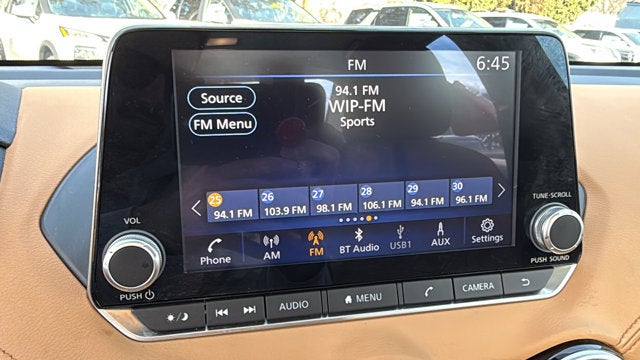 FM
6:45
Source
FM Menu
94.1 FM
WIP-FM
Sports
25
94.1 FM
26
103.9 FM
27
98.1 FM
28
106.1 FM
29
94.1 FM
30
96.1 FM
Phone
AM
FM
BT Audio
USB1
AUX
Settings
VOL
PUSH
TUNE-SCROLL
PUSH SOUND
AUDIO
MENU
CAMERA